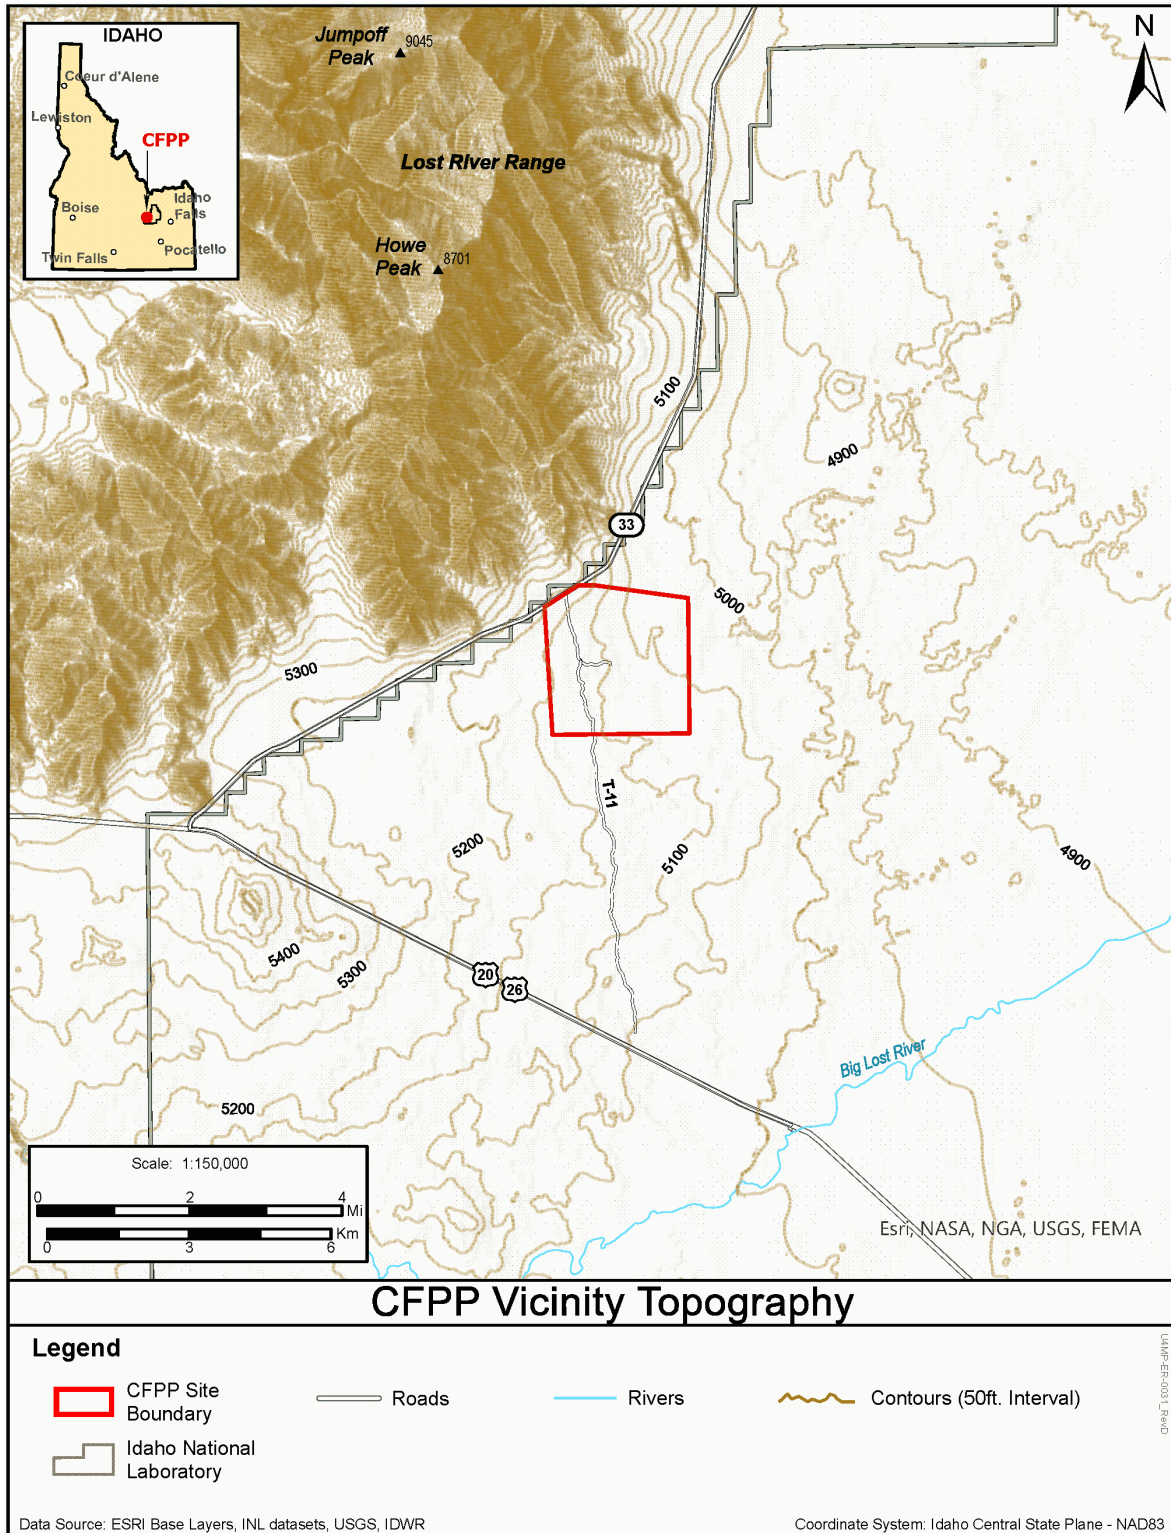 IDAHO
Coeur d'Alene
Lewiston
CFPP
Boise
Idaho
Falls
Twin Falls
Pocatello
Jumpoff
Peak
9045
N
Lost River Range
Howe
Peak
8701
5100
4900
33
5000
5300
T-11
5200
5100
4900
5400
5300
20
26
Big Lost River
5200
Scale: 1:150,000
0 2 4
Mi
Km
0 3 6
Esri, NASA, NGA, USGS, FEMA
CFPP Vicinity Topography
Legend
CFPP Site
Boundary
Roads
Rivers
Contours (50ft. Interval)
Idaho National
Laboratory
U4MP-ER-0031_RevD
Data Source: ESRI Base Layers, INL datasets, USGS, IDWR
Coordinate System: Idaho Central State Plane - NAD83